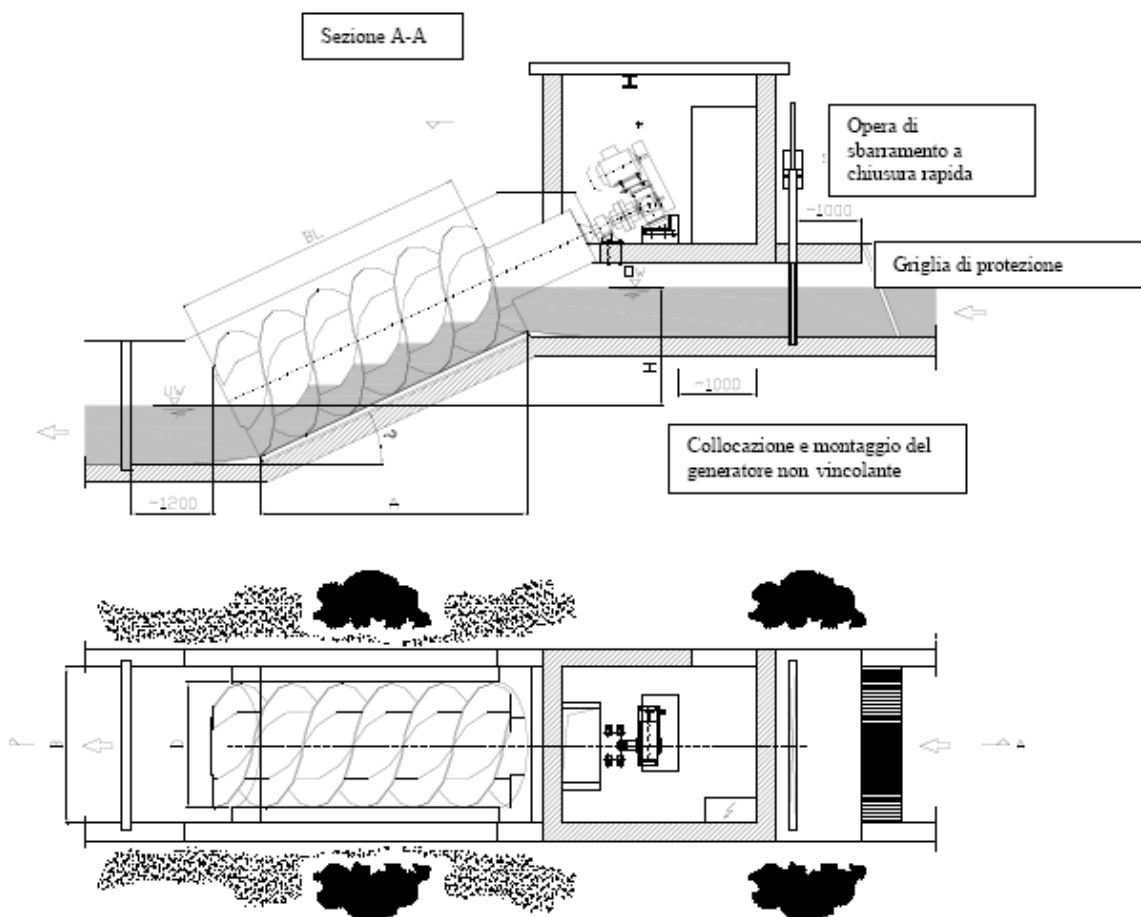 Sezione A-A
Opera di
sbarramento a
chiusura rapida
~1000
BL
Griglia di protezione
OW
H
~1000
UW
Collocazione e montaggio del
generatore non vincolante
~1200
A
B
D
A